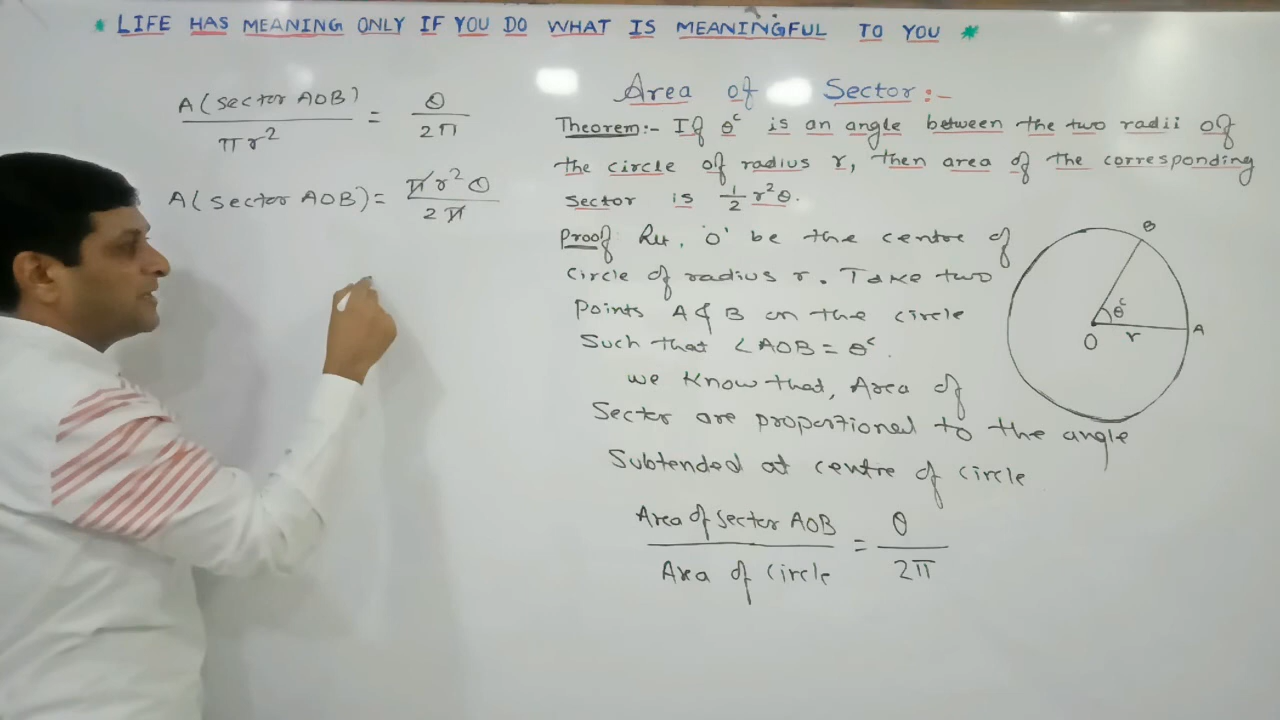 * LIFE HAS MEANING ONLY IF YOU DO WHAT IS MEANINGFUL TO YOU *
A(sector AOB) / πr² = θ / 2π
A(sector AOB) = πr²θ / 2π
Area of Sector:-
Theorem:- If θᶜ is an angle between the two radii of
the circle of radius r, then area of the corresponding
sector is 1/2 r²θ.
Proof: Let, 'O' be the centre of
circle of radius r. Take two
Points A & B on the circle
Such that ∠AOB = θᶜ.
we know that, Area of
Sector are proportional to the angle
Subtended at centre of circle
Area of sector AOB / Area of circle = θ / 2π
B
θᶜ
O r A